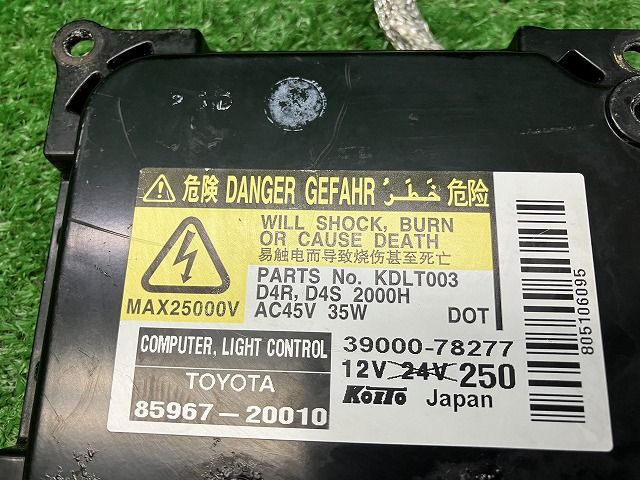 危険 DANGER GEFAHR خطر 危险
WILL SHOCK, BURN
OR CAUSE DEATH
易触电而导致烧伤甚至死亡
MAX25000V
PARTS No. KDLT003
D4R, D4S 2000H
AC45V 35W DOT
COMPUTER, LIGHT CONTROL
TOYOTA
85967-20010
39000-78277
12V 24V 250
KOITO Japan
805106095